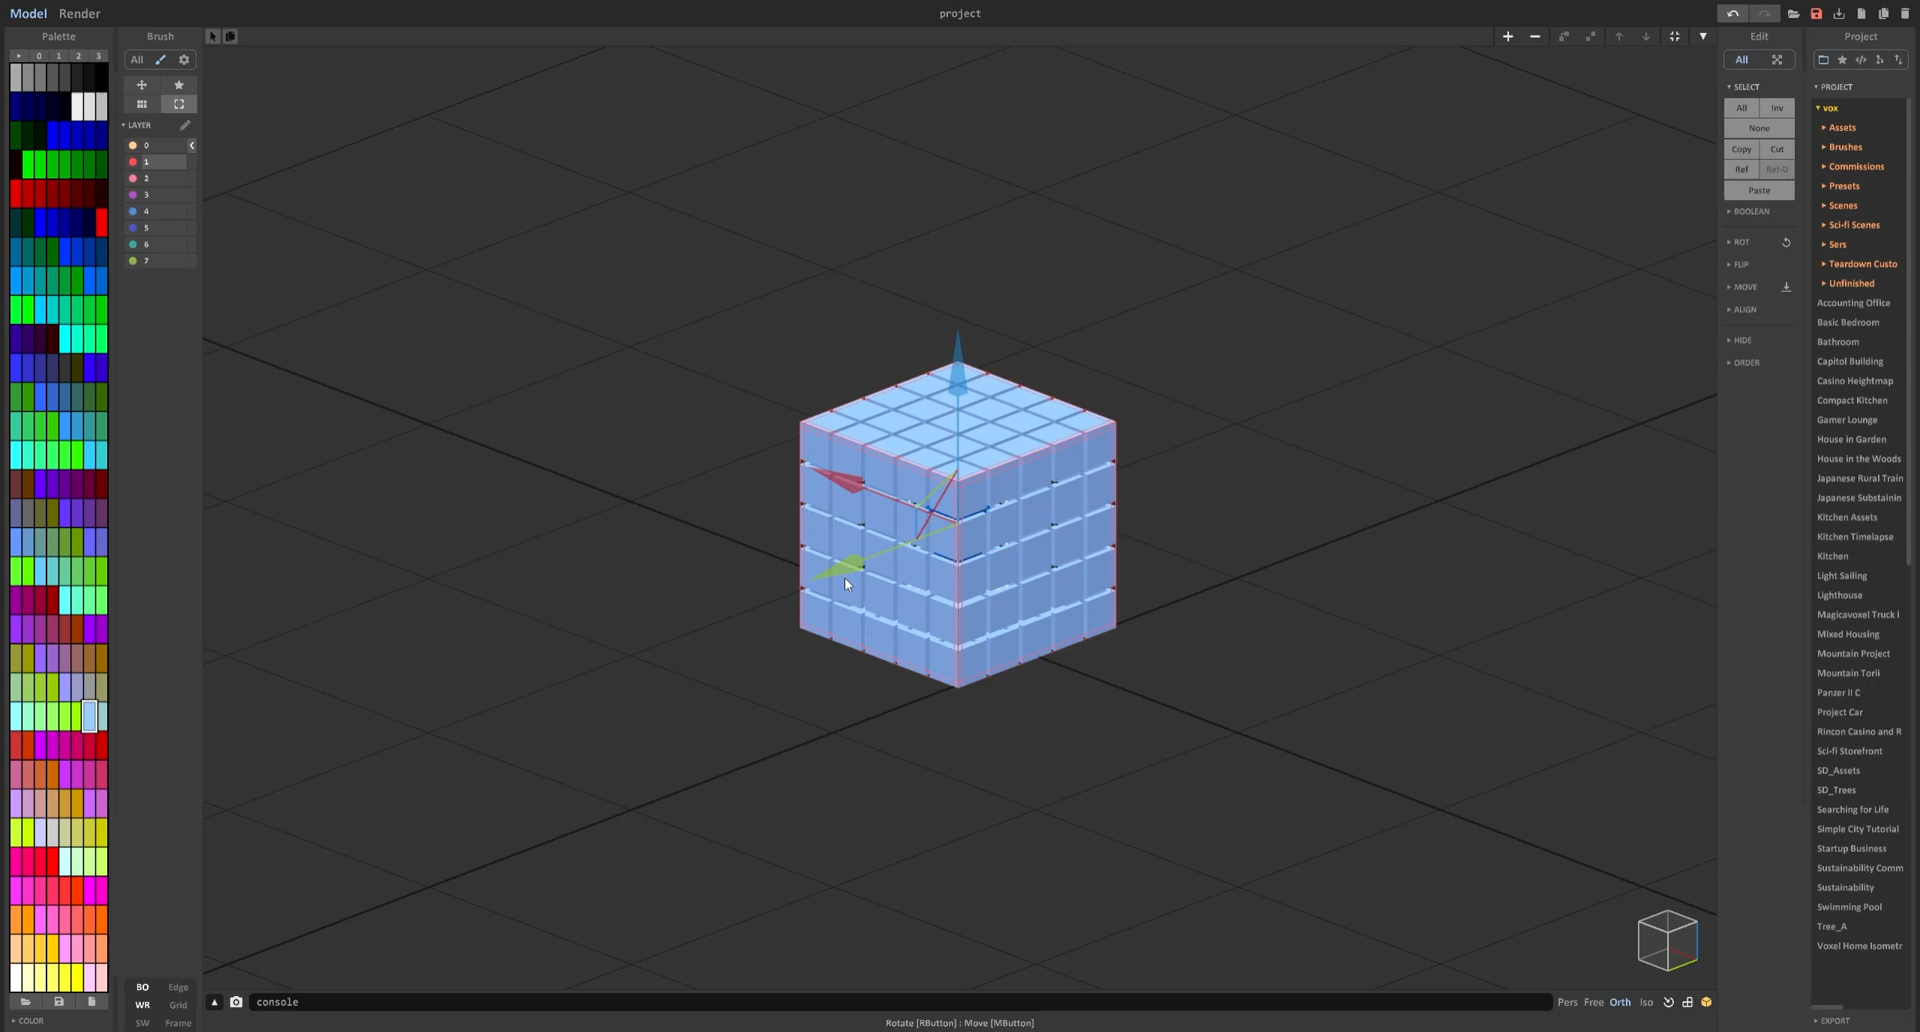 Model Render
project
Palette
Brush
Edit
Project
0 1 2 3
All
All
LAYER
0
1
2
3
4
5
6
7
SELECT
All Inv
None
Copy Cut
Ref Ref-D
Paste
BOOLEAN
ROT
FLIP
MOVE
ALIGN
HIDE
ORDER
PROJECT
vox
Assets
Brushes
Commissions
Presets
Scenes
Sci-fi Scenes
Sers
Teardown Custo
Unfinished
Accounting Office
Basic Bedroom
Bathroom
Capitol Building
Casino Heightmap
Compact Kitchen
Gamer Lounge
House in Garden
House in the Woods
Japanese Rural Train
Japanese Substainin
Kitchen Assets
Kitchen Timelapse
Kitchen
Light Sailing
Lighthouse
Magicavoxel Truck i
Mixed Housing
Mountain Project
Mountain Torii
Panzer II C
Project Car
Rincon Casino and R
Sci-fi Storefront
SD_Assets
SD_Trees
Searching for Life
Simple City Tutorial
Startup Business
Sustainability Comm
Sustainability
Swimming Pool
Tree_A
Voxel Home Isometr
BO Edge
WR Grid
SW Frame
console
Pers Free Orth Iso
COLOR
Rotate [RButton] : Move [MButton]
EXPORT